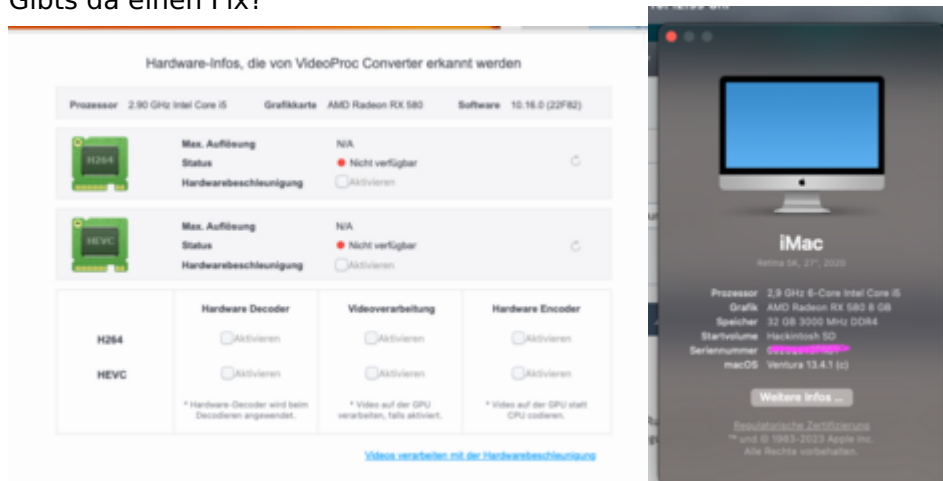 Gibts da einen Fix?
Hardware-Infos, die von VideoProc Converter erkannt werden
Prozessor 2.90 GHz Intel Core i5 Grafikkarte AMD Radeon RX 580 Software 10.16.0 (22F82)
H264
Max. Auflösung N/A
Status Nicht verfügbar
Hardwarebeschleunigung Aktivieren
HEVC
Max. Auflösung N/A
Status Nicht verfügbar
Hardwarebeschleunigung Aktivieren
Hardware Decoder Videoverarbeitung Hardware Encoder
H264 Aktivieren Aktivieren Aktivieren
HEVC Aktivieren Aktivieren Aktivieren
* Hardware-Decoder wird beim Decodieren angewendet.
* Video auf der GPU verarbeiten, falls aktiviert.
* Video auf der GPU statt CPU codieren.
Videos verarbeiten mit der Hardwarebeschleunigung
iMac
Retina 5K, 27", 2020
Prozessor 2,9 GHz 6-Core Intel Core i5
Grafik AMD Radeon RX 580 8 GB
Speicher 32 GB 3000 MHz DDR4
Startvolume Hackintosh SD
Seriennummer
macOS Ventura 13.4.1 (c)
Weitere Infos ...
Regulatorische Zertifizierung
™ und © 1983-2023 Apple Inc.
Alle Rechte vorbehalten.